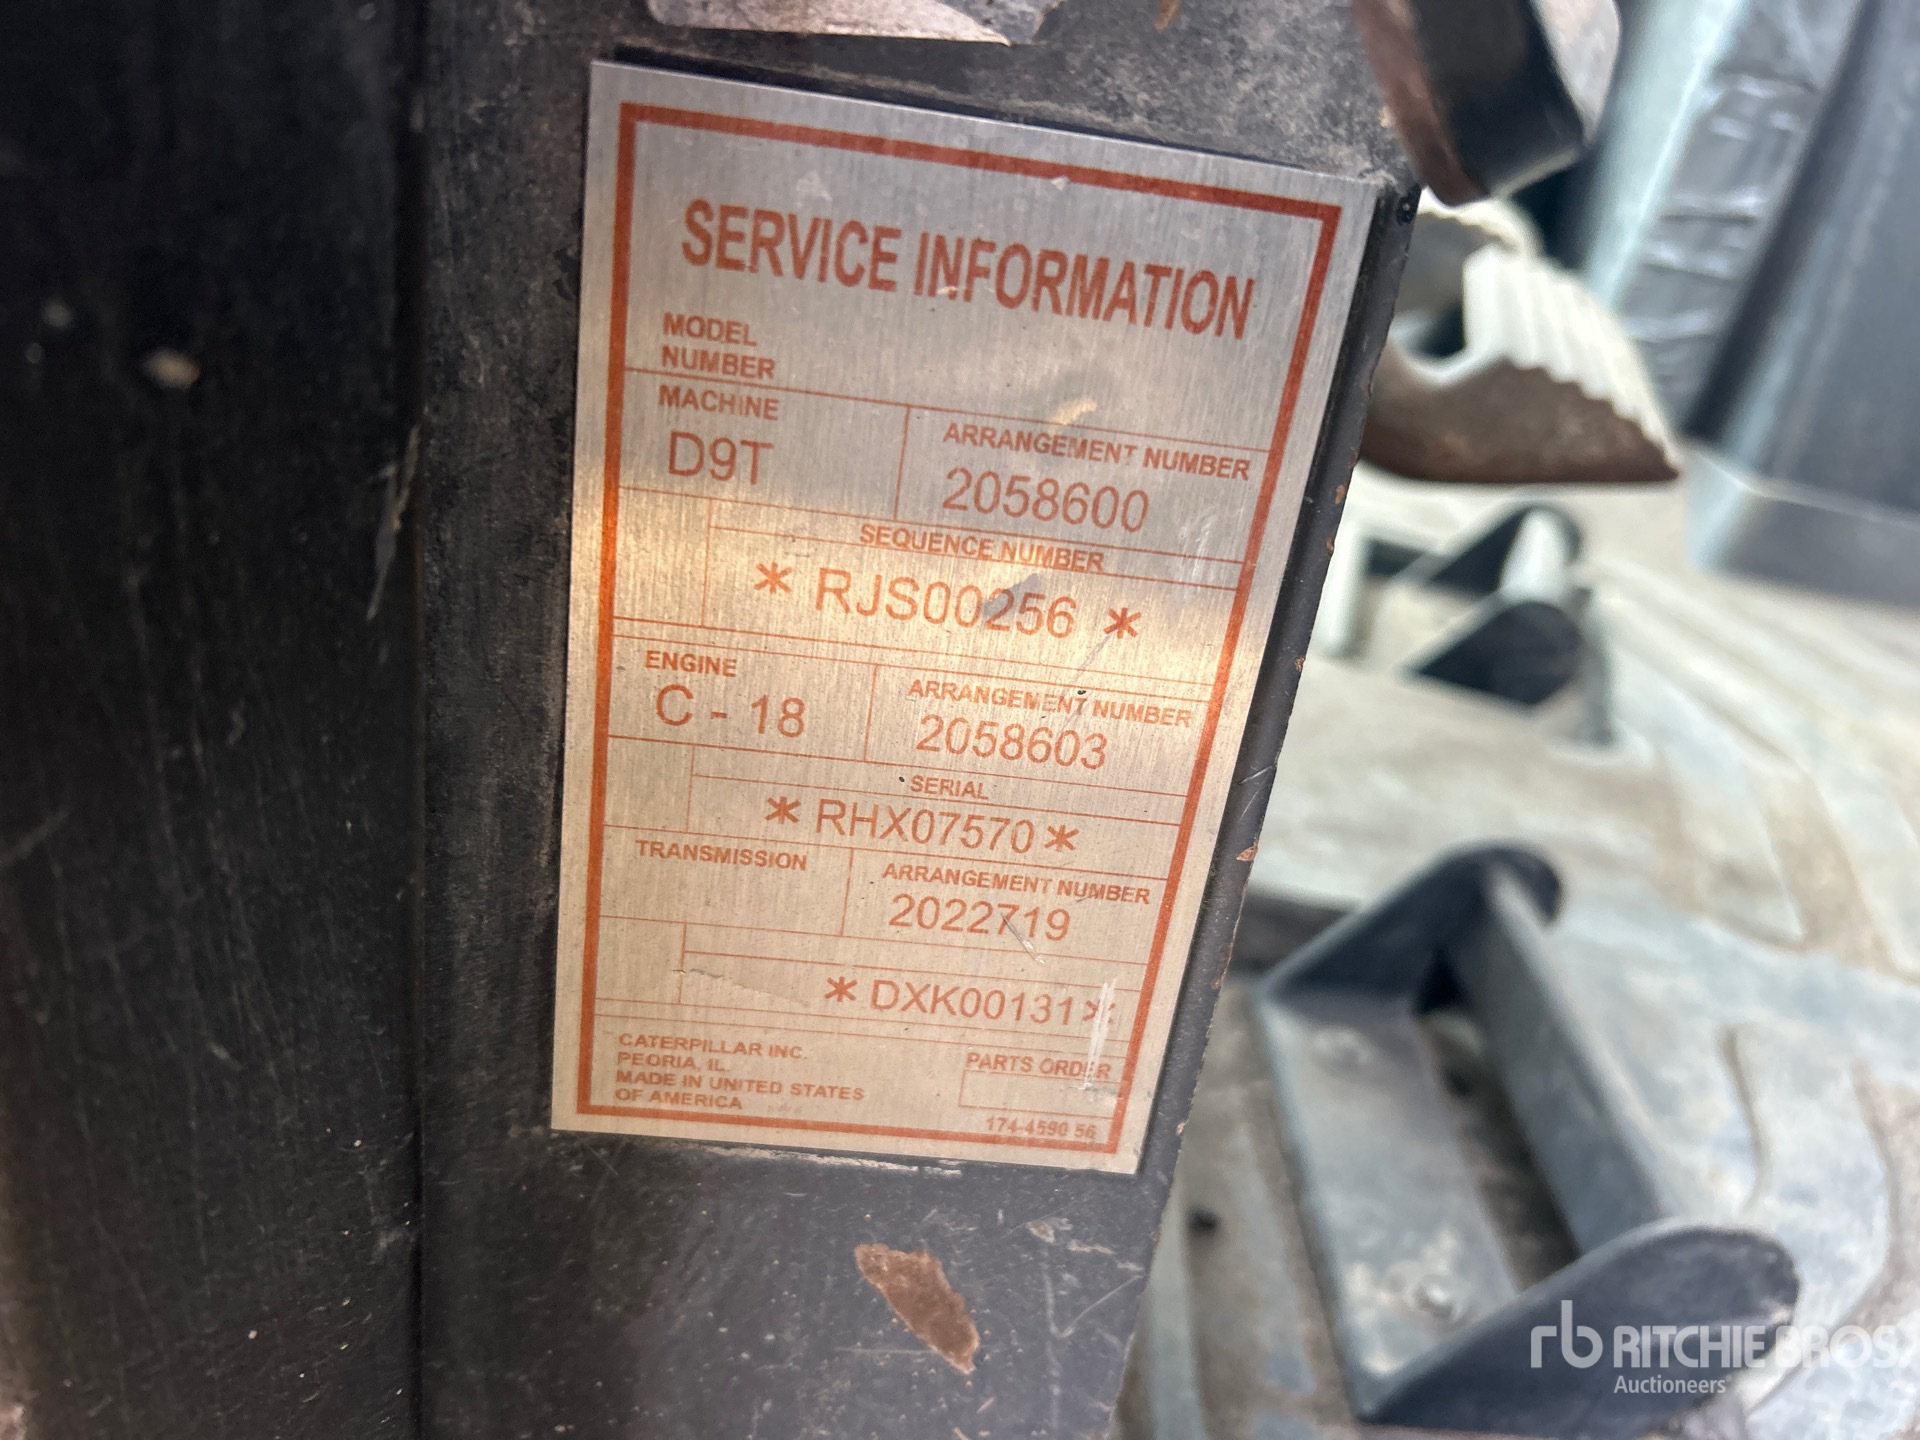 SERVICE INFORMATION
MODEL
NUMBER
MACHINE
D9T
ARRANGEMENT NUMBER
2058600
SEQUENCE NUMBER
* RJS00256 *
ENGINE
C - 18
ARRANGEMENT NUMBER
2058603
SERIAL
* RHX07570 *
TRANSMISSION
ARRANGEMENT NUMBER
2022719
* DXK00131 *
CATERPILLAR INC.
PEORIA, IL.
MADE IN UNITED STATES
OF AMERICA
PARTS ORDER
174-4590 56
rb RITCHIE BROS.
Auctioneers